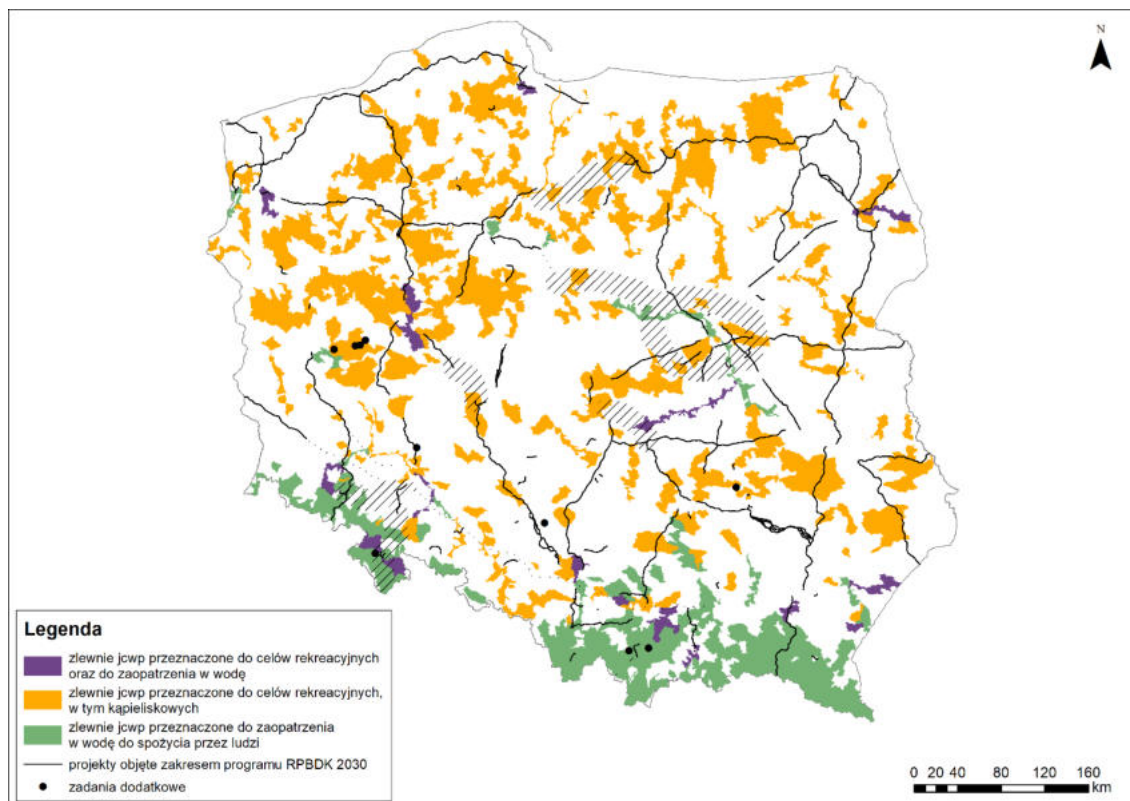 N
Legenda
zlewnie jcwp przeznaczone do celów rekreacyjnych
oraz do zaopatrzenia w wodę
zlewnie jcwp przeznaczone do celów rekreacyjnych,
w tym kąpieliskowych
zlewnie jcwp przeznaczone do zaopatrzenia
w wodę do spożycia przez ludzi
projekty objęte zakresem programu RPBDK 2030
zadania dodatkowe
0 20 40 80 120 160
km